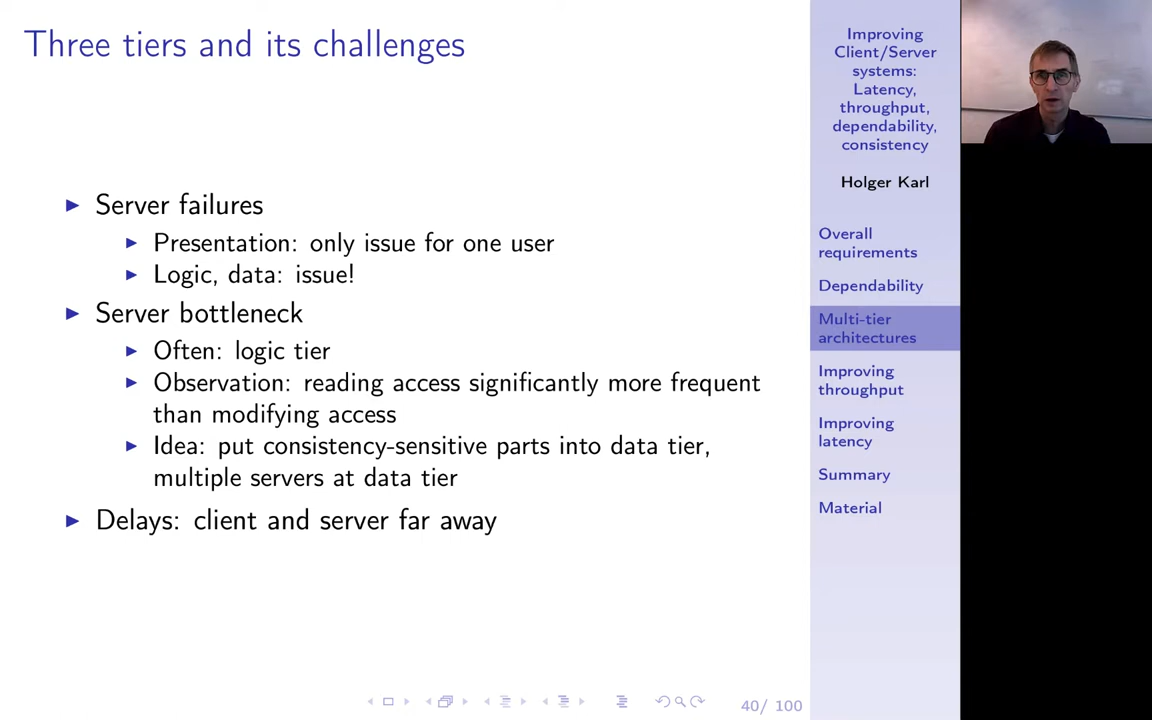 Three tiers and its challenges
Server failures
Presentation: only issue for one user
Logic, data: issue!
Server bottleneck
Often: logic tier
Observation: reading access significantly more frequent
than modifying access
Idea: put consistency-sensitive parts into data tier,
multiple servers at data tier
Delays: client and server far away
Improving
Client/Server
systems:
Latency,
throughput,
dependability,
consistency
Holger Karl
Overall
requirements
Dependability
Multi-tier
architectures
Improving
throughput
Improving
latency
Summary
Material
40/ 100